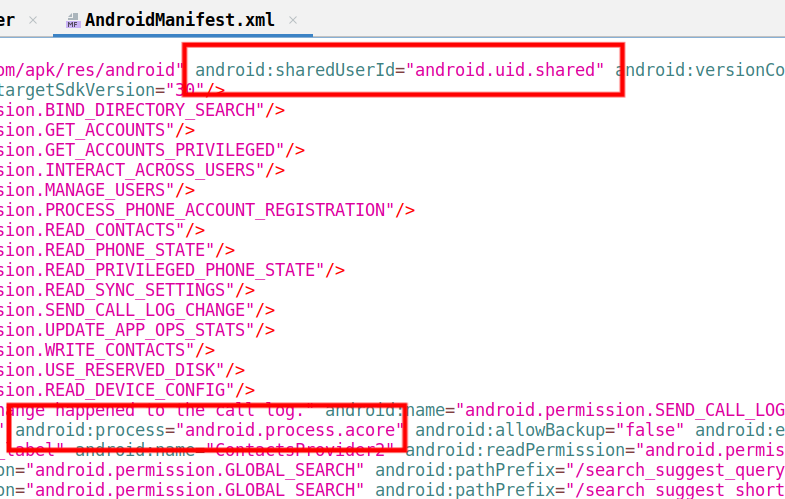 er × MF AndroidManifest.xml ×
om/apk/res/android" android:sharedUserId="android.uid.shared" android:versionCo
targetSdkVersion="30"/>
sion.BIND_DIRECTORY_SEARCH"/>
sion.GET_ACCOUNTS"/>
sion.GET_ACCOUNTS_PRIVILEGED"/>
sion.INTERACT_ACROSS_USERS"/>
sion.MANAGE_USERS"/>
sion.PROCESS_PHONE_ACCOUNT_REGISTRATION"/>
sion.READ_CONTACTS"/>
sion.READ_PHONE_STATE"/>
sion.READ_PRIVILEGED_PHONE_STATE"/>
sion.READ_SYNC_SETTINGS"/>
sion.SEND_CALL_LOG_CHANGE"/>
sion.UPDATE_APP_OPS_STATS"/>
sion.WRITE_CONTACTS"/>
sion.USE_RESERVED_DISK"/>
sion.READ_DEVICE_CONFIG"/>
hange happened to the call log." android:name="android.permission.SEND_CALL_LOG
" android:process="android.process.acore" android:allowBackup="false" android:e
_label" android:name="ContactsProvider2" android:readPermission="android.permis
on="android.permission.GLOBAL_SEARCH" android:pathPrefix="/search_suggest_query
on="android.permission.GLOBAL_SEARCH" android:pathPrefix="/search_suggest_short